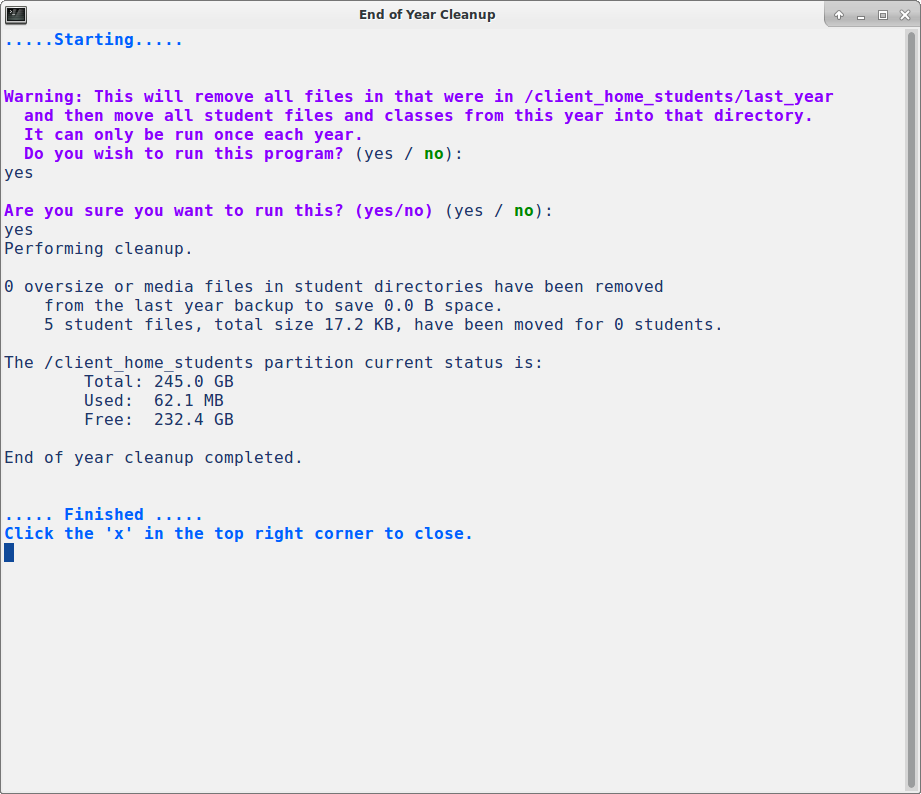 End of Year Cleanup
.....Starting.....
Warning: This will remove all files in that were in /client_home_students/last_year
and then move all student files and classes from this year into that directory.
It can only be run once each year.
Do you wish to run this program? (yes / no):
yes
Are you sure you want to run this? (yes/no) (yes / no):
yes
Performing cleanup.
0 oversize or media files in student directories have been removed
from the last year backup to save 0.0 B space.
5 student files, total size 17.2 KB, have been moved for 0 students.
The /client_home_students partition current status is:
Total: 245.0 GB
Used: 62.1 MB
Free: 232.4 GB
End of year cleanup completed.
..... Finished .....
Click the 'x' in the top right corner to close.